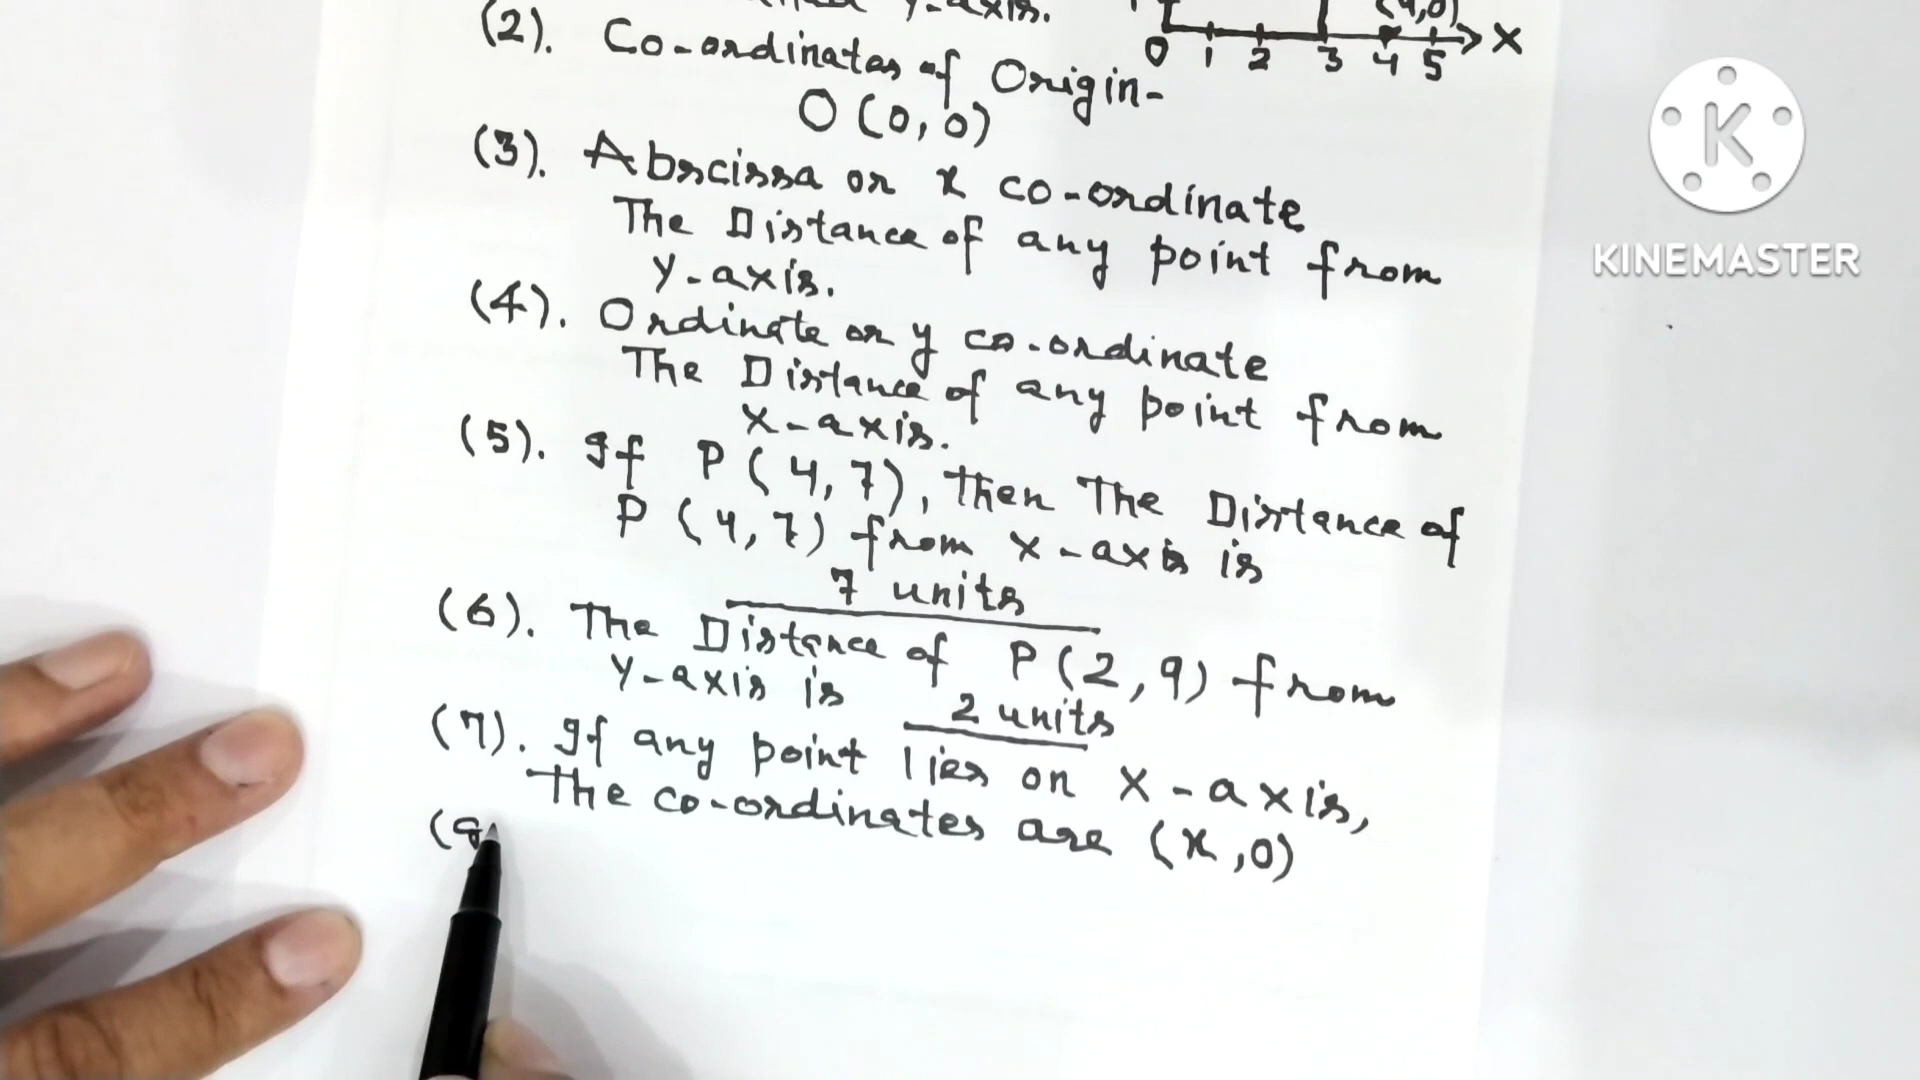 y-axis.
(4,0)
0 1 2 3 4 5 X
(2). Co-ordinates of Origin-
O (0,0)
(3). Abscissa or x co-ordinate
The Distance of any point from
y-axis.
(4). Ordinate or y co-ordinate
The Distance of any point from
x-axis.
(5). If P(4,7), then The Distance of
P (4,7) from x-axis is
7 units
(6). The Distance of P(2,9) from
y-axis is 2 units
(7). If any point lies on x-axis,
The co-ordinates are (x,0)
(8
K
KINEMASTER